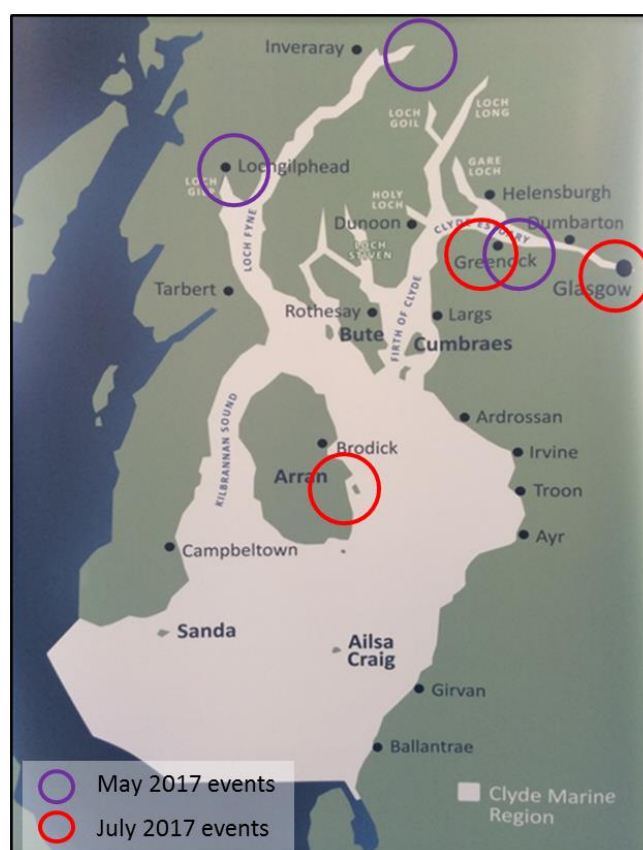 Inveraray
LOCH
GOIL
LOCH
LONG
Lochgilphead
LOCH
GILP
GARE
LOCH
Helensburgh
HOLY
LOCH
Dunoon
CLYDE ESTUARY
Dumbarton
LOCH FYNE
LOCH
STIVEN
Greenock
Glasgow
Tarbert
Rothesay
Bute
FIRTH OF CLYDE
Largs
Cumbraes
KILBRANNAN SOUND
Ardrossan
Brodick
Irvine
Arran
Troon
Ayr
Campbeltown
Sanda
Ailsa
Craig
Girvan
Ballantrae
May 2017 events
July 2017 events
Clyde Marine
Region